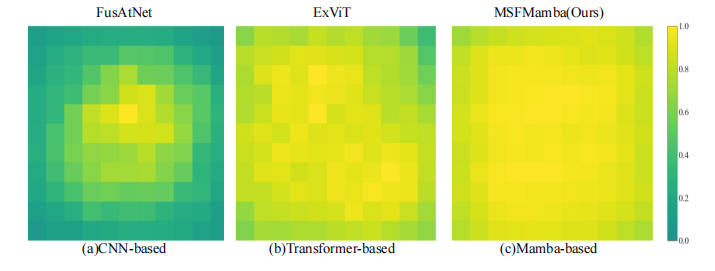 FusAtNet
ExViT
MSFMamba(Ours)
1.0
0.8
0.6
0.4
0.2
0.0
(a)CNN-based
(b)Transformer-based
(c)Mamba-based